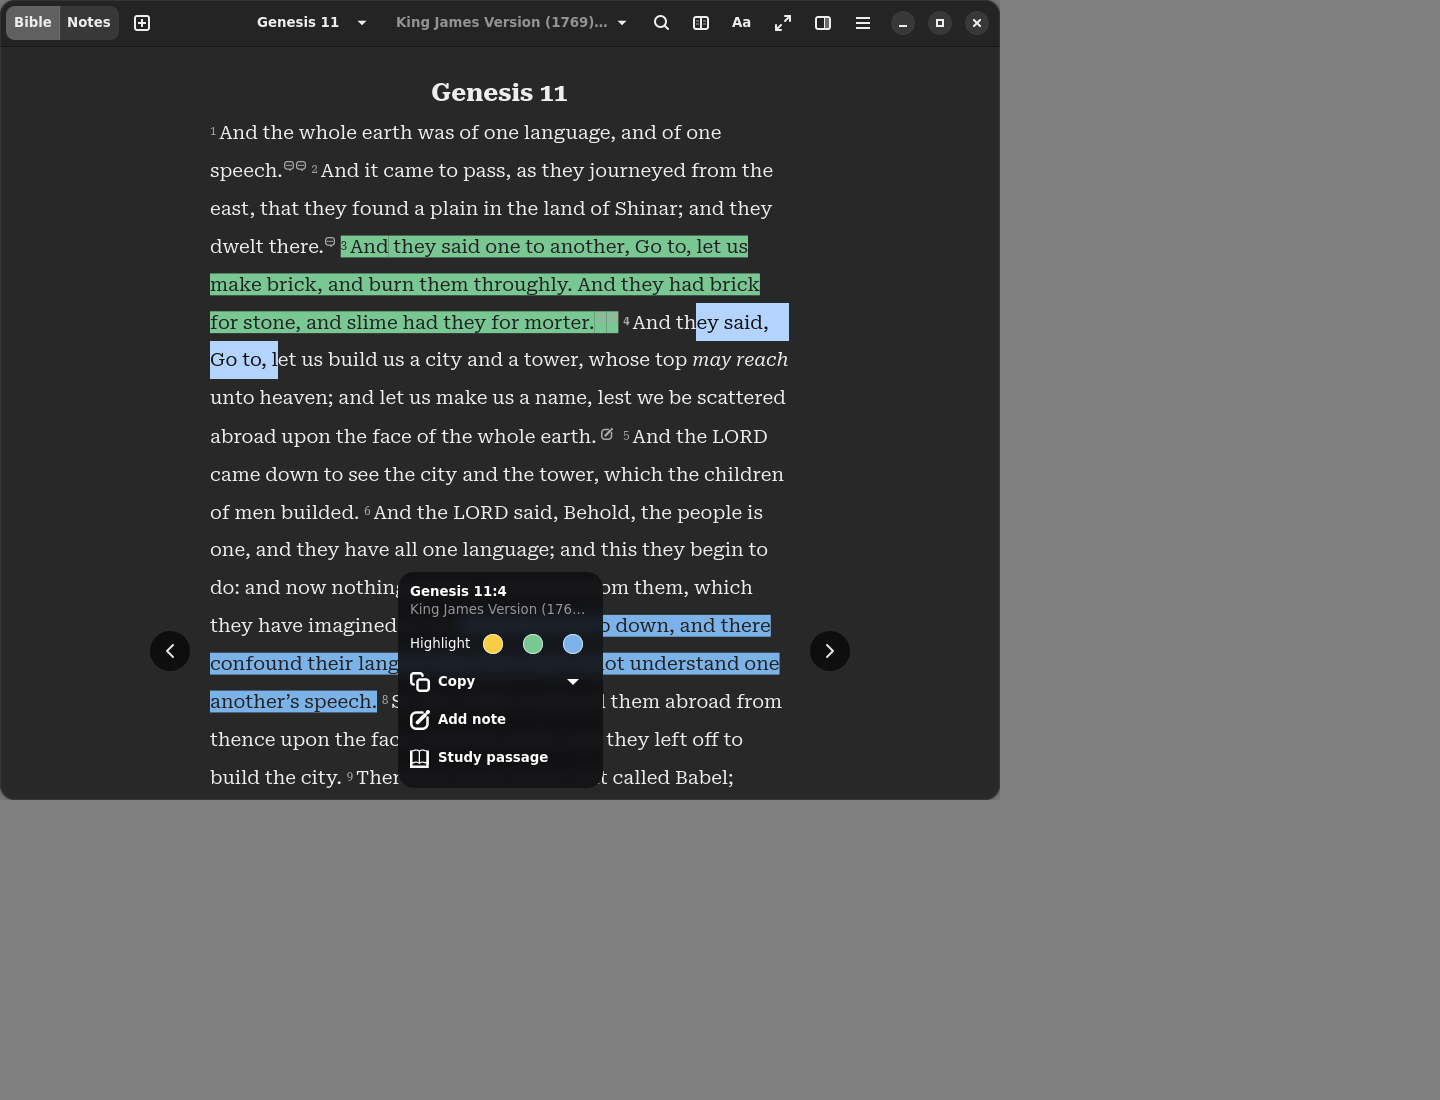 Bible Notes Genesis 11 King James Version (1769)... Aa
Genesis 11
1 And the whole earth was of one language, and of one
speech. 2 And it came to pass, as they journeyed from the
east, that they found a plain in the land of Shinar; and they
dwelt there. 3 And they said one to another, Go to, let us
make brick, and burn them throughly. And they had brick
for stone, and slime had they for morter. 4 And they said,
Go to, let us build us a city and a tower, whose top may reach
unto heaven; and let us make us a name, lest we be scattered
abroad upon the face of the whole earth. 5 And the LORD
came down to see the city and the tower, which the children
of men builded. 6 And the LORD said, Behold, the people is
one, and they have all one language; and this they begin to
do: and now nothing om them, which
they have imagined o down, and there
confound their lang ot understand one
another’s speech. 8 S them abroad from
thence upon the fac they left off to
build the city. 9 Ther t called Babel;
Genesis 11:4
King James Version (176...
Highlight
Copy
Add note
Study passage